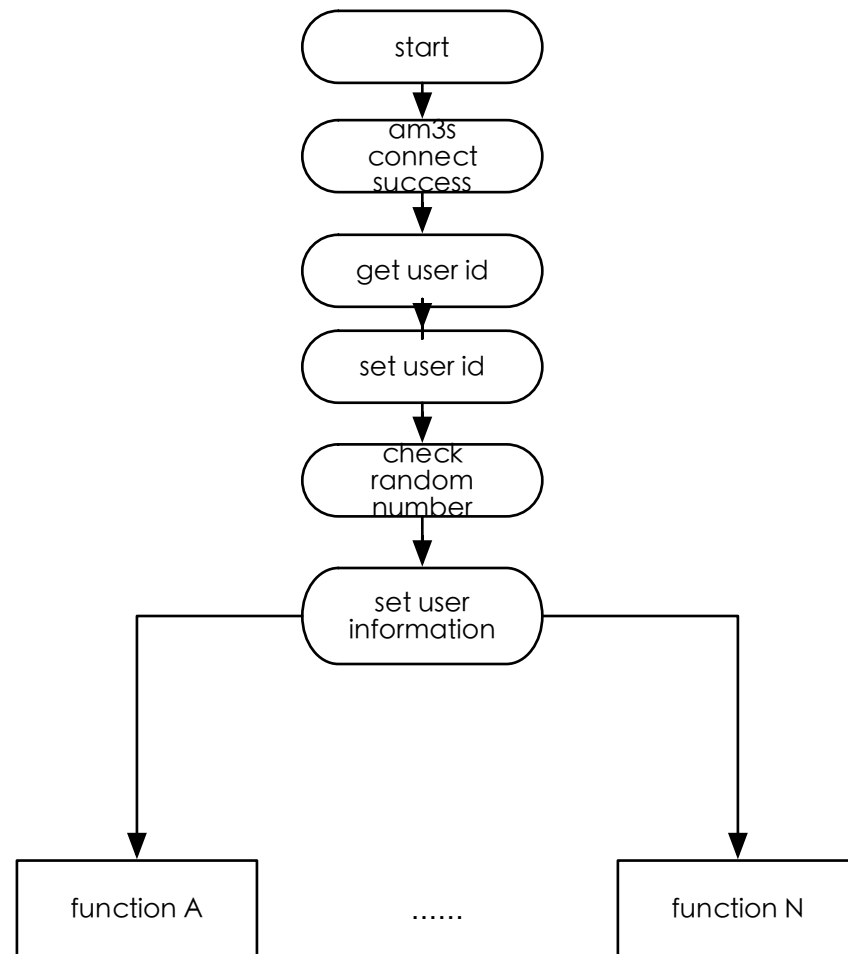 start
am3s
connect
success
get user id
set user id
check
random
number
set user
information
function A
......
function N